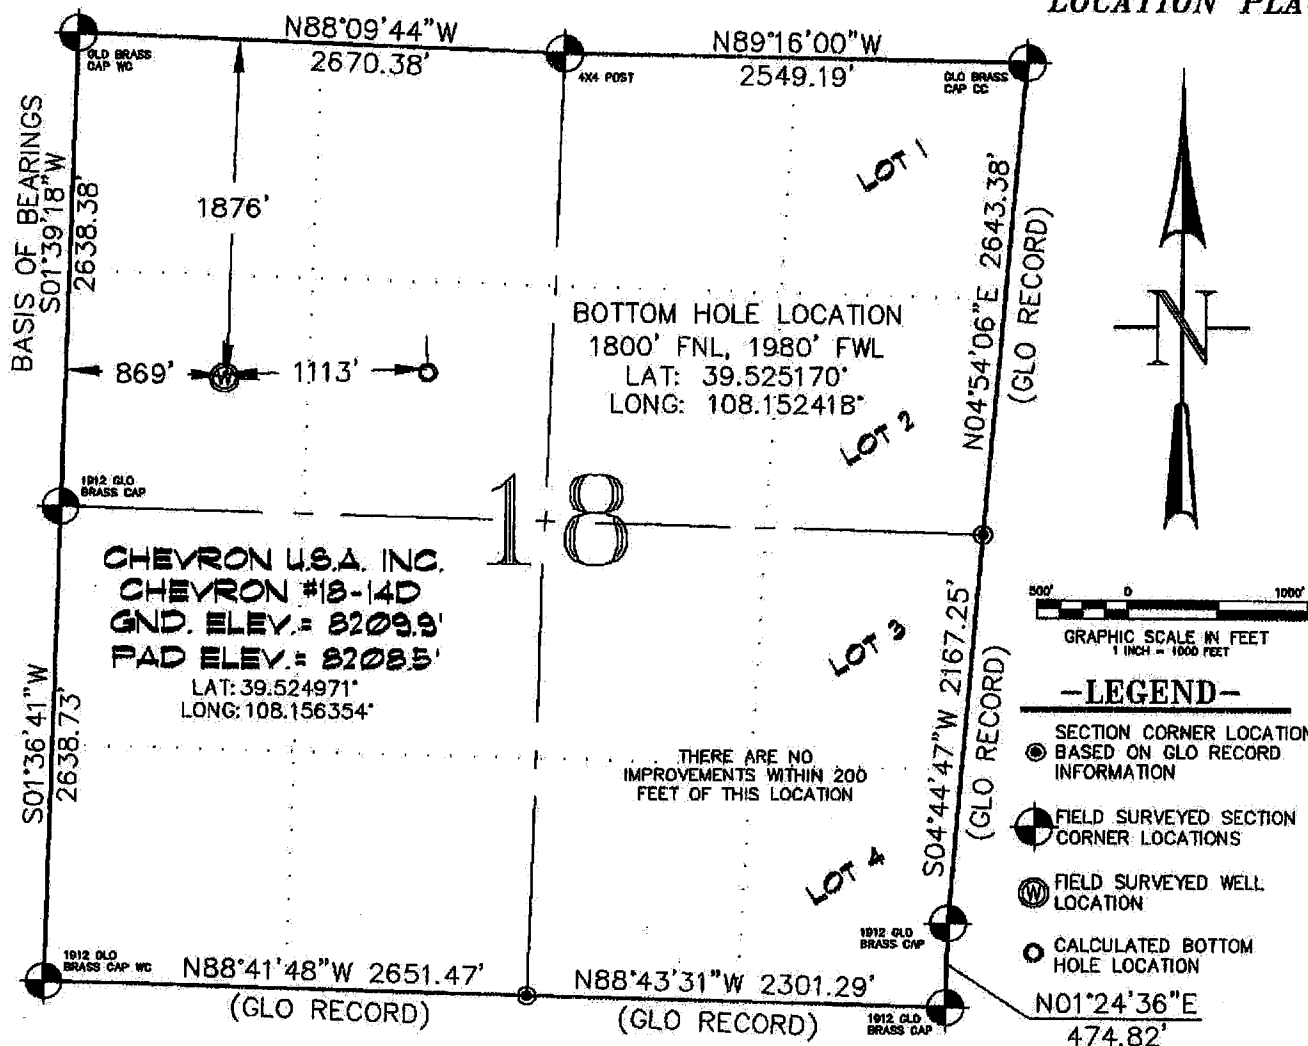 LOCATION PLA
N88°09'44"W
2670.38'
N89°16'00"W
2549.19'
GLO BRASS
CAP WC
4X4 POST
GLO BRASS
CAP CC
BASIS OF BEARINGS
S01°39'18"W
2638.38'
1876'
LOT 1
N04°54'06"E 2643.38'
(GLO RECORD)
N
BOTTOM HOLE LOCATION
1800' FNL, 1980' FWL
LAT: 39.525170°
LONG: 108.152418°
869'
W
1113'
LOT 2
1912 GLO
BRASS CAP
18
CHEVRON U.S.A. INC.
CHEVRON #18-14D
GND. ELEV.= 8209.9'
PAD ELEV.= 8208.5'
LAT: 39.524971°
LONG: 108.156354°
S01°36'41"W
2638.73'
LOT 3
S04°44'47"W 2167.25'
(GLO RECORD)
500' 0 1000'
GRAPHIC SCALE IN FEET
1 INCH = 1000 FEET
-LEGEND-
SECTION CORNER LOCATION
BASED ON GLO RECORD
INFORMATION
FIELD SURVEYED SECTION
CORNER LOCATIONS
W
FIELD SURVEYED WELL
LOCATION
CALCULATED BOTTOM
HOLE LOCATION
THERE ARE NO
IMPROVEMENTS WITHIN 200
FEET OF THIS LOCATION
LOT 4
1912 GLO
BRASS CAP
1912 GLO
BRASS CAP WC
N88°41'48"W 2651.47'
(GLO RECORD)
N88°43'31"W 2301.29'
(GLO RECORD)
1912 GLO
BRASS CAP
N01°24'36"E
474.82'